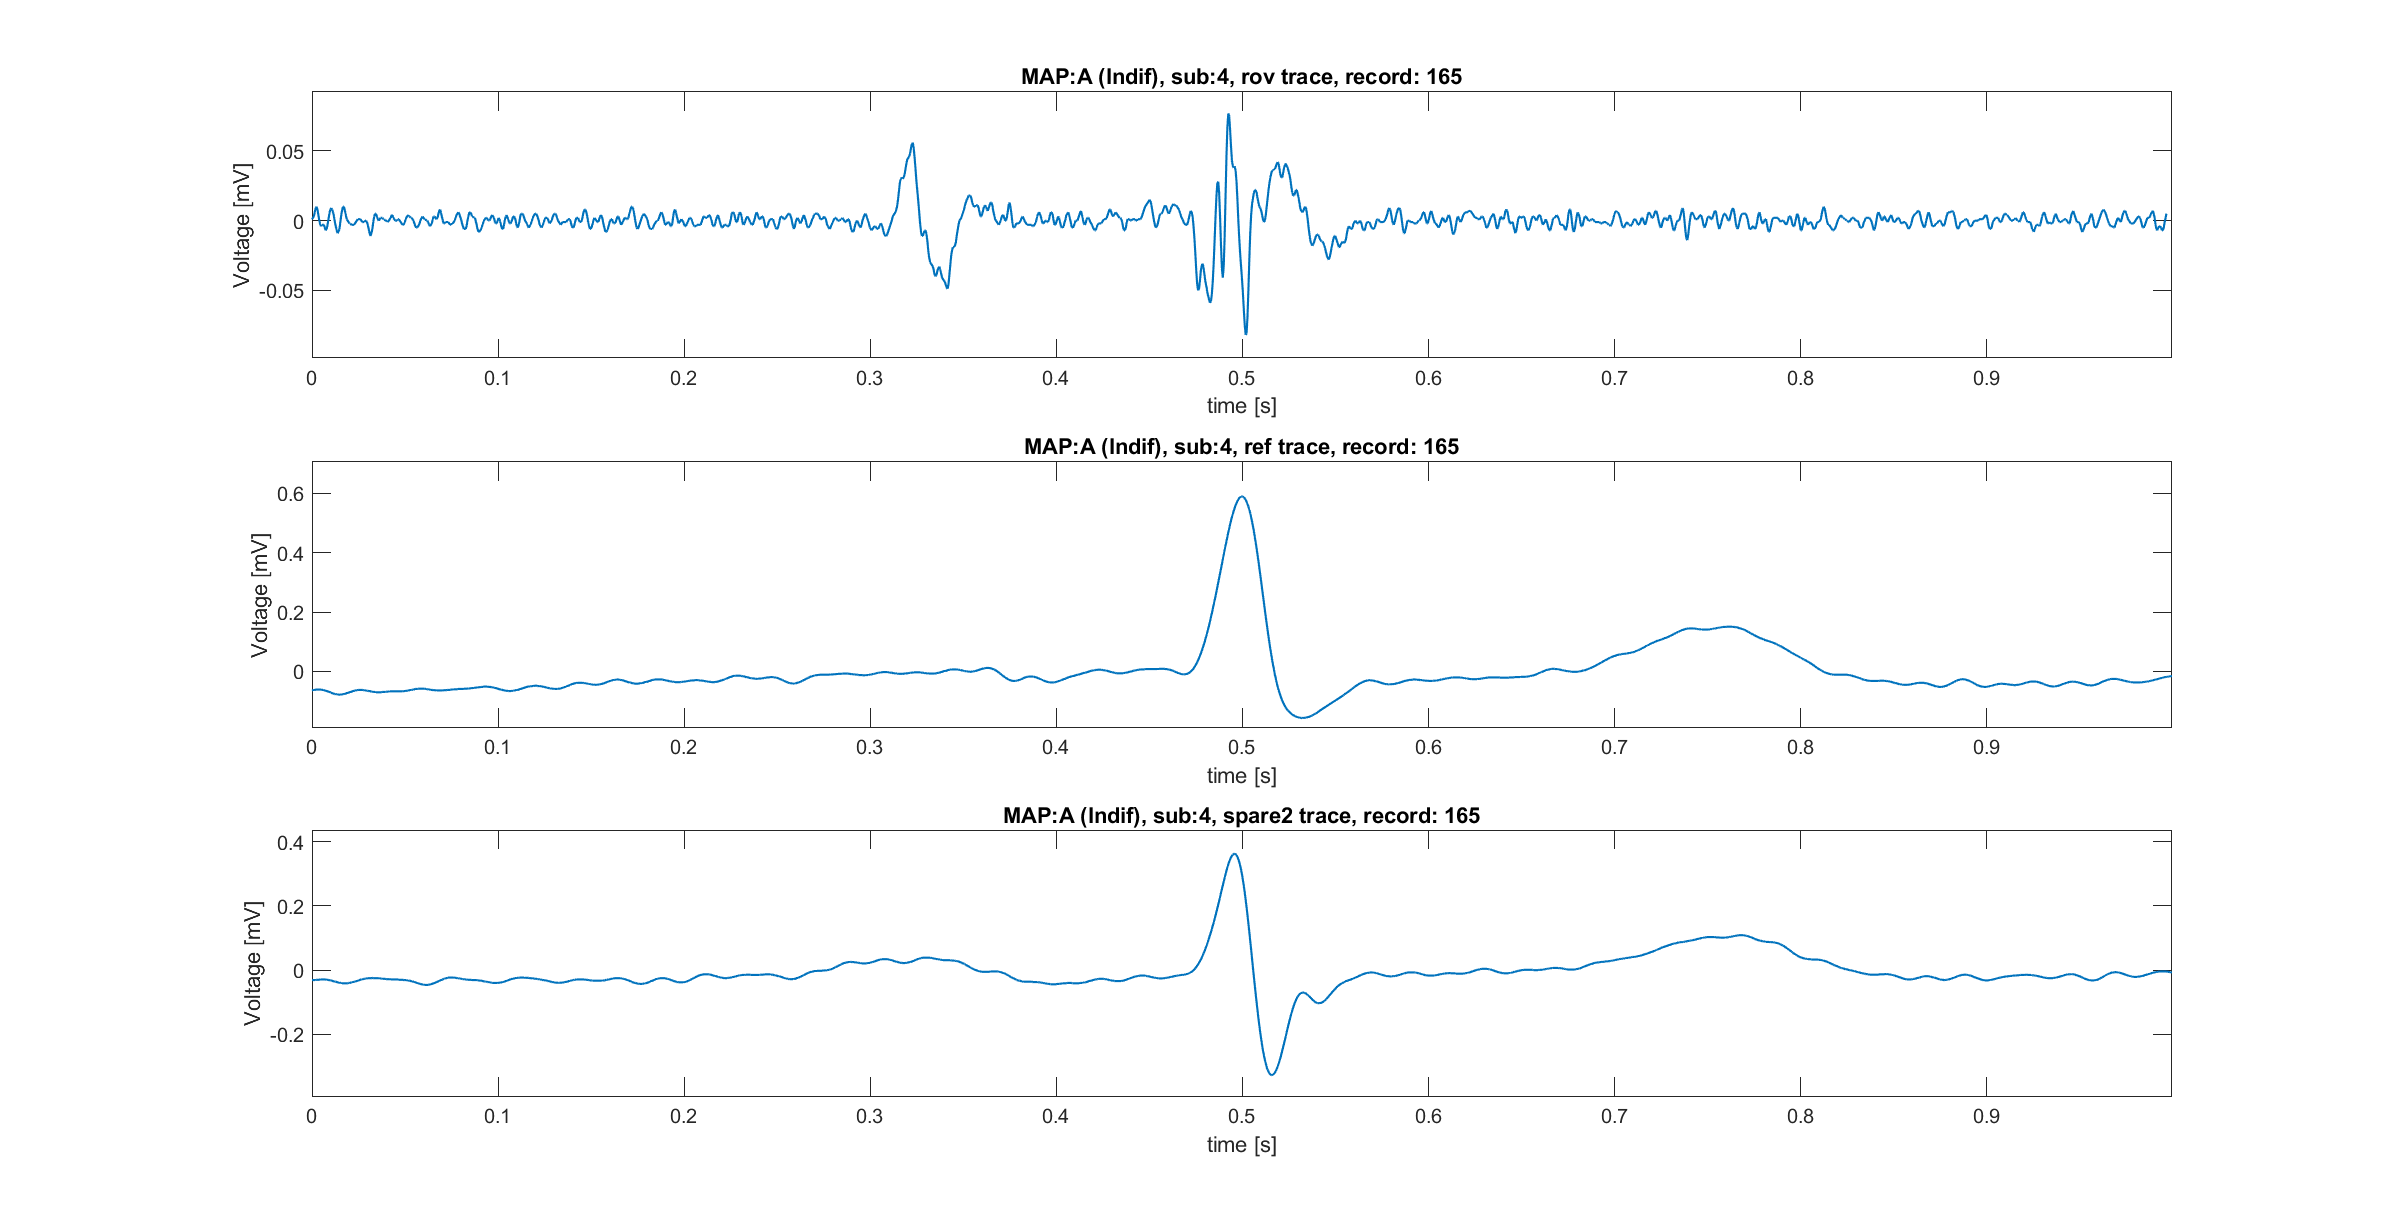 MAP:A (Indif), sub:4, rov trace, record: 165
Voltage [mV]
0.05
0
-0.05
0 0.1 0.2 0.3 0.4 0.5 0.6 0.7 0.8 0.9
time [s]
MAP:A (Indif), sub:4, ref trace, record: 165
Voltage [mV]
0.6
0.4
0.2
0
0 0.1 0.2 0.3 0.4 0.5 0.6 0.7 0.8 0.9
time [s]
MAP:A (Indif), sub:4, spare2 trace, record: 165
Voltage [mV]
0.4
0.2
0
-0.2
0 0.1 0.2 0.3 0.4 0.5 0.6 0.7 0.8 0.9
time [s]